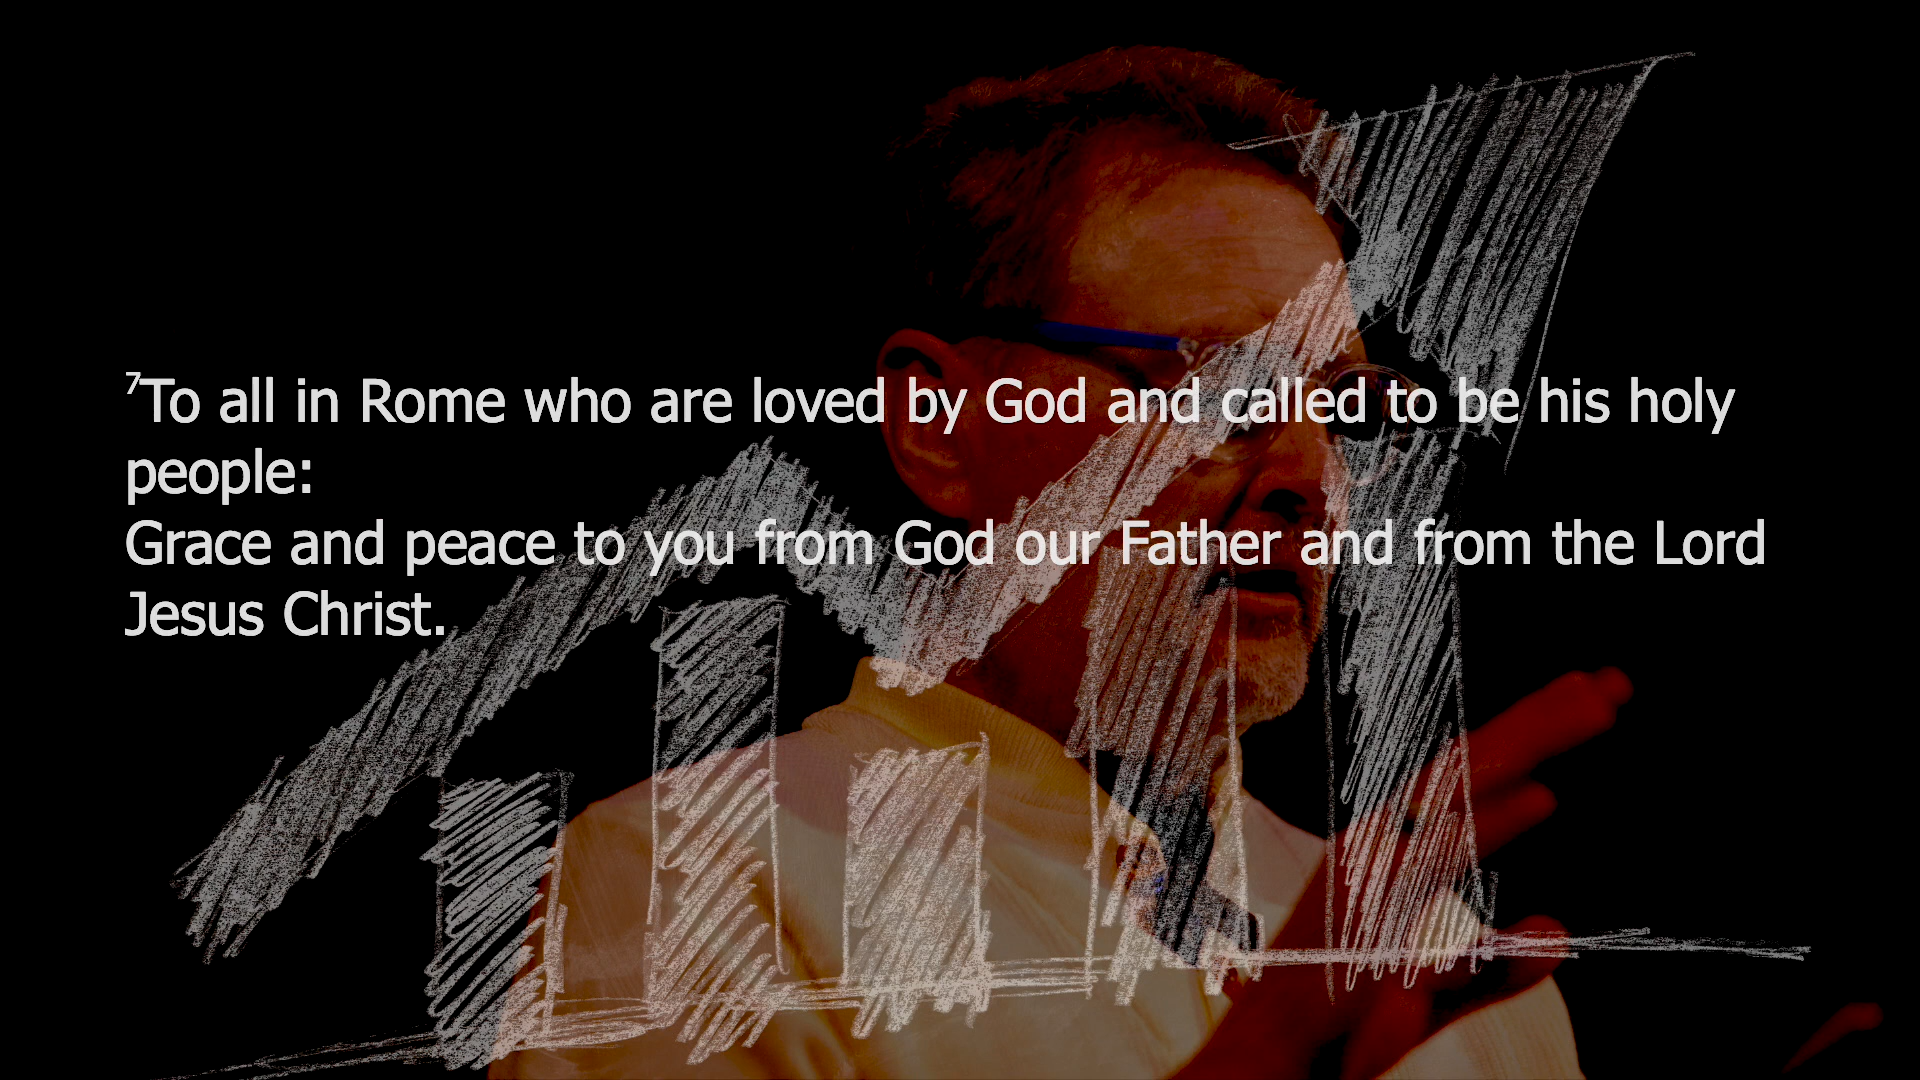 ⁷To all in Rome who are loved by God and called to be his holy
people:
Grace and peace to you from God our Father and from the Lord
Jesus Christ.